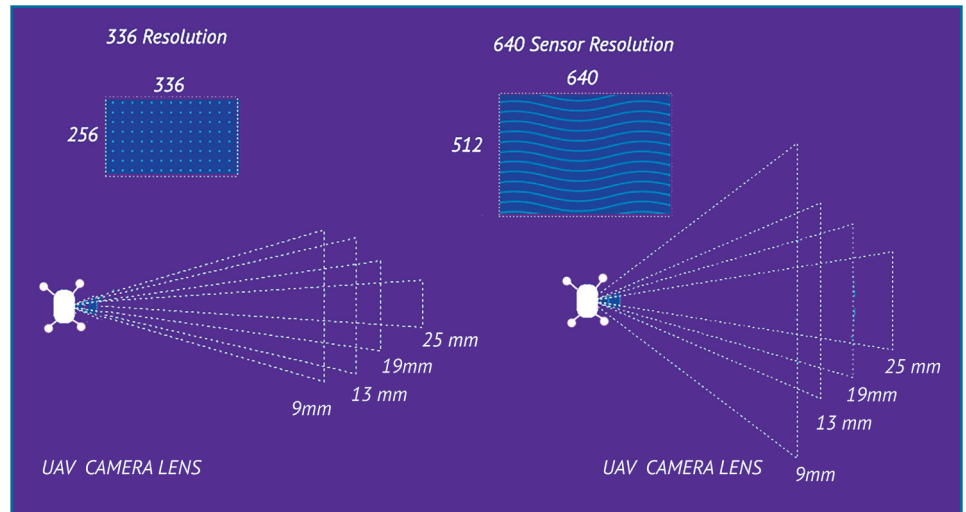 336 Resolution
336
256
25 mm
19mm
13 mm
9mm
UAV CAMERA LENS
640 Sensor Resolution
640
512
25 mm
19mm
13 mm
9mm
UAV CAMERA LENS